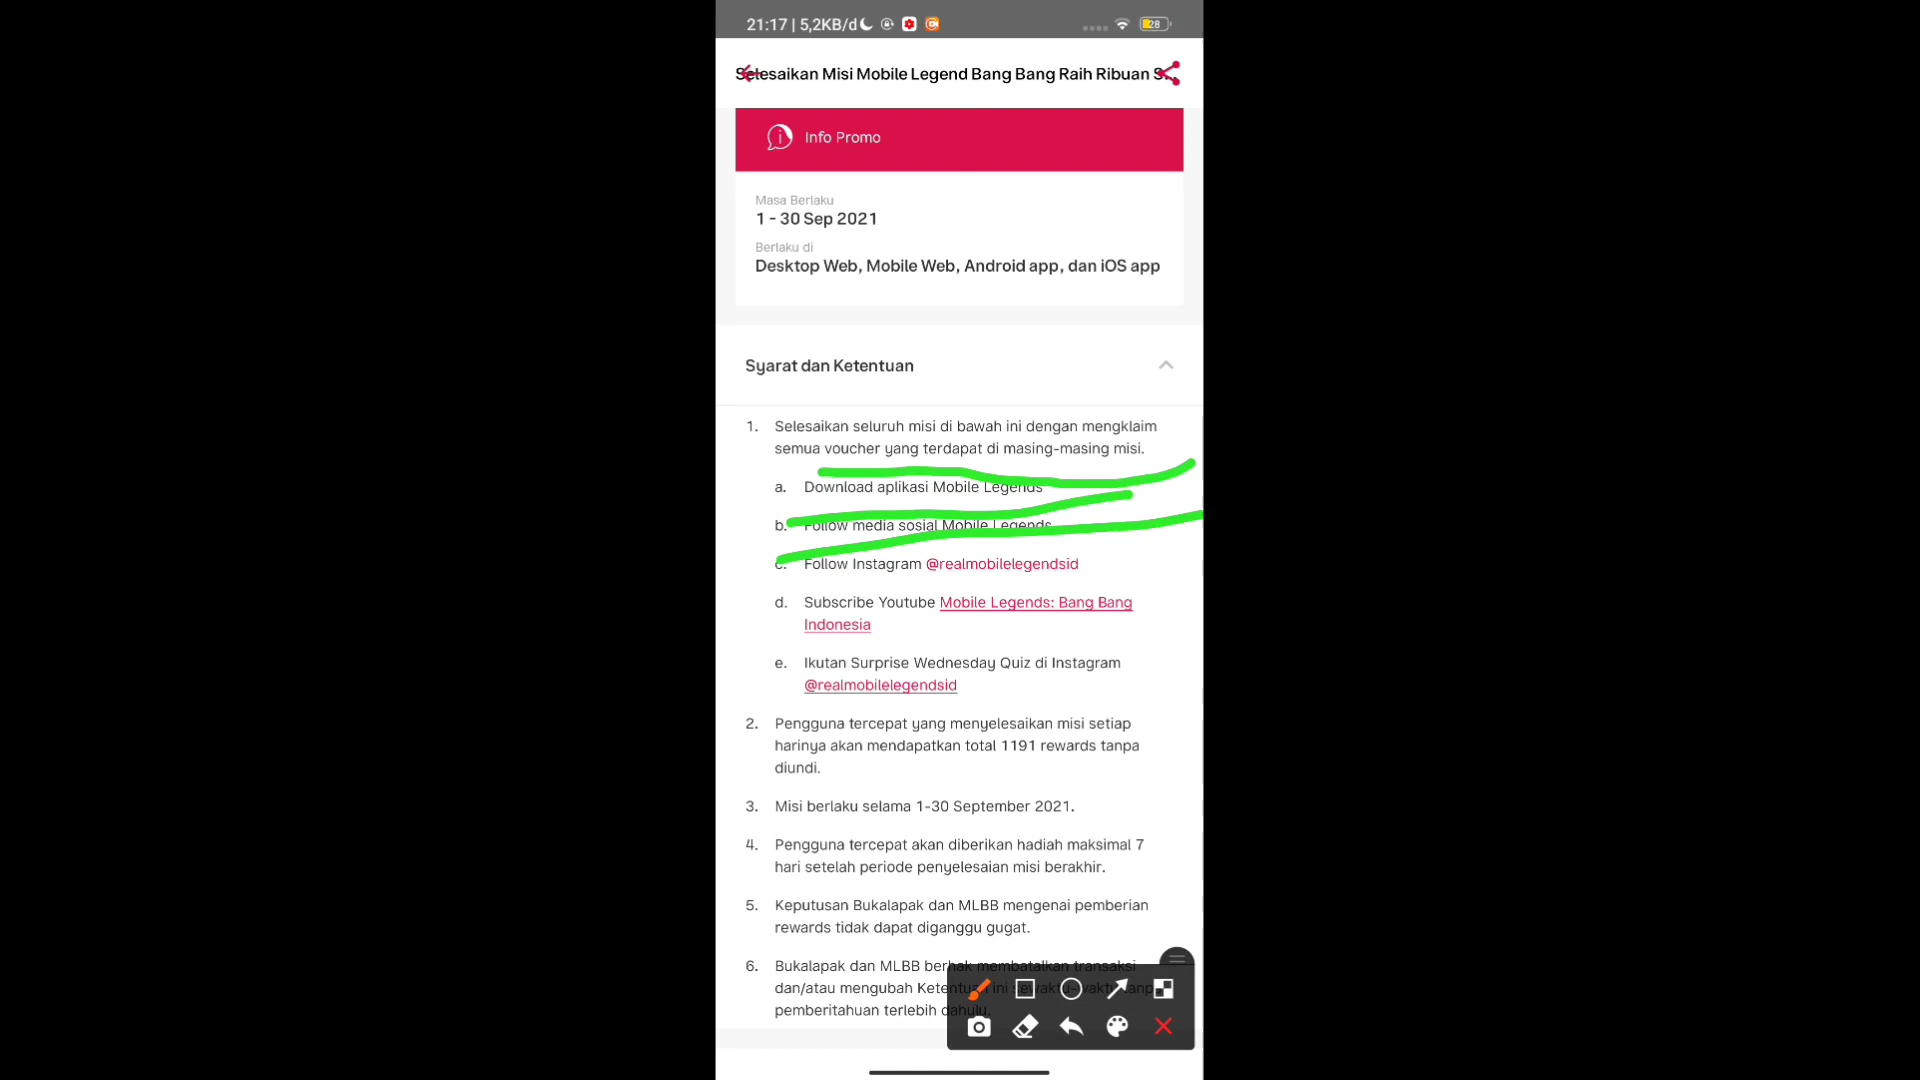 21:17 | 5,2KB/d
28
Selesaikan Misi Mobile Legend Bang Bang Raih Ribuan S...
Info Promo
Masa Berlaku
1 - 30 Sep 2021
Berlaku di
Desktop Web, Mobile Web, Android app, dan iOS app
Syarat dan Ketentuan
1. Selesaikan seluruh misi di bawah ini dengan mengklaim
semua voucher yang terdapat di masing-masing misi.
a. Download aplikasi Mobile Legends
b. Follow media sosial Mobile Legends
c. Follow Instagram @realmobilelegendsid
d. Subscribe Youtube Mobile Legends: Bang Bang
Indonesia
e. Ikutan Surprise Wednesday Quiz di Instagram
@realmobilelegendsid
2. Pengguna tercepat yang menyelesaikan misi setiap
harinya akan mendapatkan total 1191 rewards tanpa
diundi.
3. Misi berlaku selama 1-30 September 2021.
4. Pengguna tercepat akan diberikan hadiah maksimal 7
hari setelah periode penyelesaian misi berakhir.
5. Keputusan Bukalapak dan MLBB mengenai pemberian
rewards tidak dapat diganggu gugat.
6. Bukalapak dan MLBB berhak membatalkan transaksi
dan/atau mengubah Ketentuan ini sewaktu-waktu tanpa
pemberitahuan terlebih dahulu.